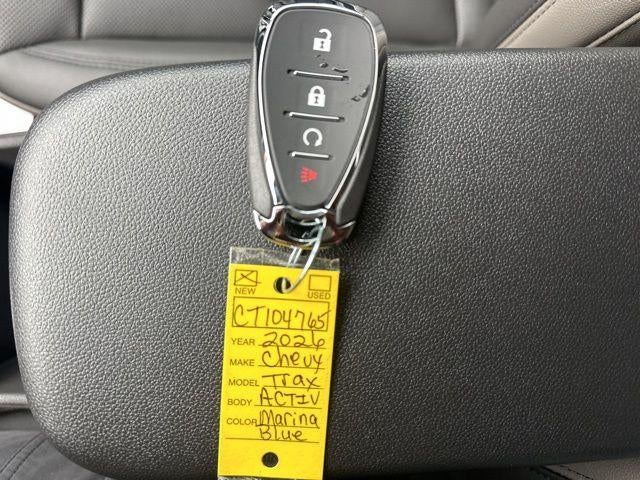 NEW USED
CT104765
YEAR 2026
MAKE Chevy
MODEL Trax
BODY ACTIV
COLOR Marina
Blue